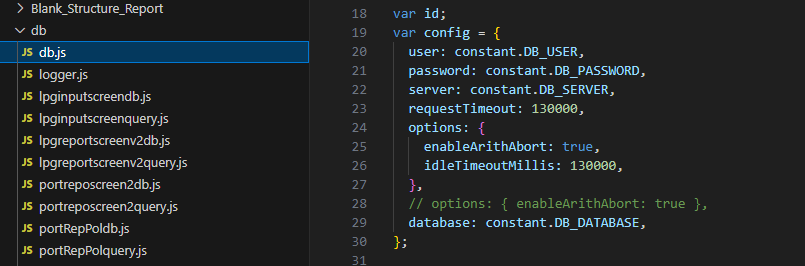 Blank_Structure_Report
db
JS db.js
JS logger.js
JS lpginputscreendb.js
JS lpginputscreenquery.js
JS lpgreportscreenv2db.js
JS lpgreportscreenv2query.js
JS portreposcreen2db.js
JS portreposcreen2query.js
JS portRepPoldb.js
JS portRepPolquery.js
18 var id;
19 var config = {
20 user: constant.DB_USER,
21 password: constant.DB_PASSWORD,
22 server: constant.DB_SERVER,
23 requestTimeout: 130000,
24 options: {
25 enableArithAbort: true,
26 idleTimeoutMillis: 130000,
27 },
28 // options: { enableArithAbort: true },
29 database: constant.DB_DATABASE,
30 };
31